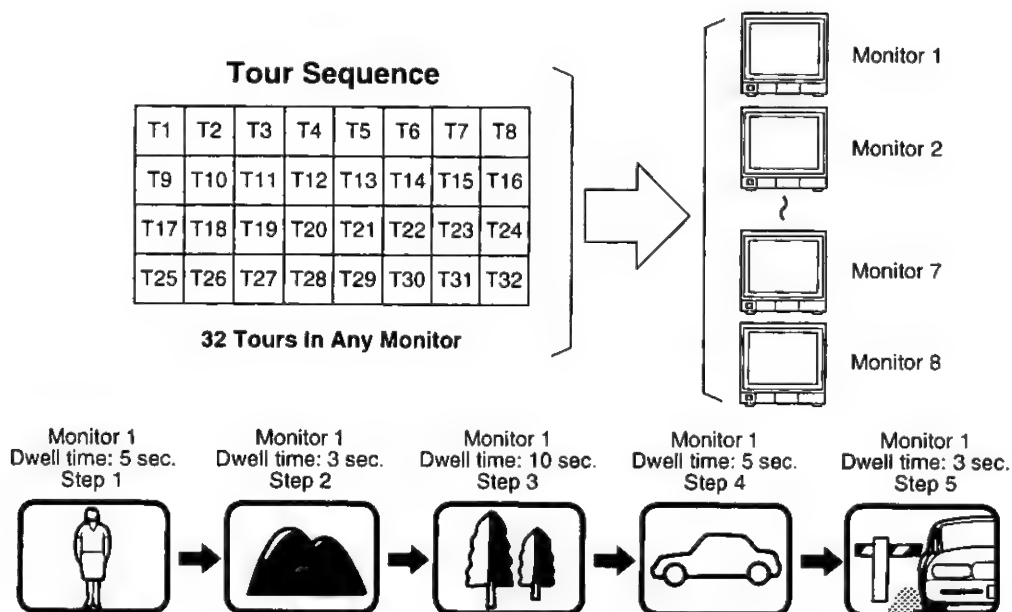 Tour Sequence
T1 T2 T3 T4 T5 T6 T7 T8
T9 T10 T11 T12 T13 T14 T15 T16
T17 T18 T19 T20 T21 T22 T23 T24
T25 T26 T27 T28 T29 T30 T31 T32
32 Tours In Any Monitor
Monitor 1
Monitor 2
Monitor 7
Monitor 8
Monitor 1
Dwell time: 5 sec.
Step 1
Monitor 1
Dwell time: 3 sec.
Step 2
Monitor 1
Dwell time: 10 sec.
Step 3
Monitor 1
Dwell time: 5 sec.
Step 4
Monitor 1
Dwell time: 3 sec.
Step 5